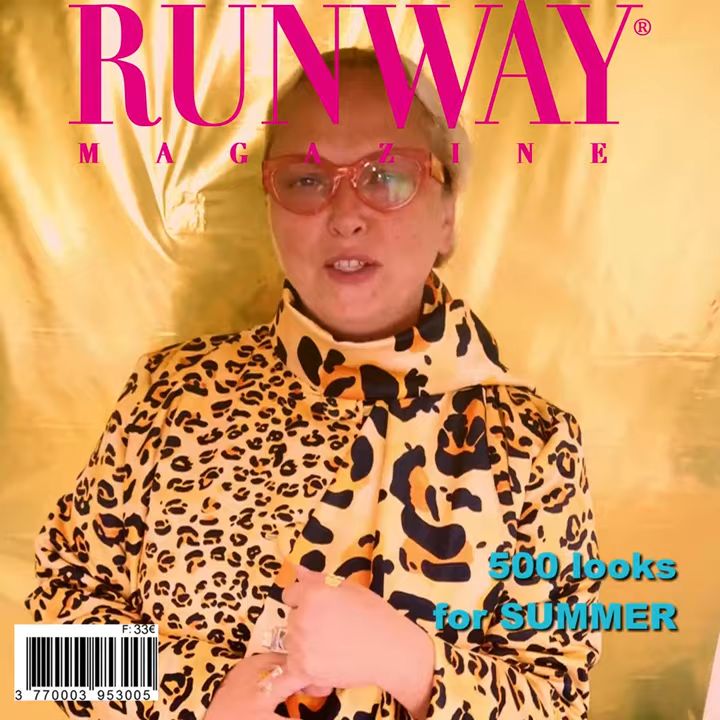 RUNWAY®
MAGAZINE
500 looks
for SUMMER
F: 33€
3 770003 953005